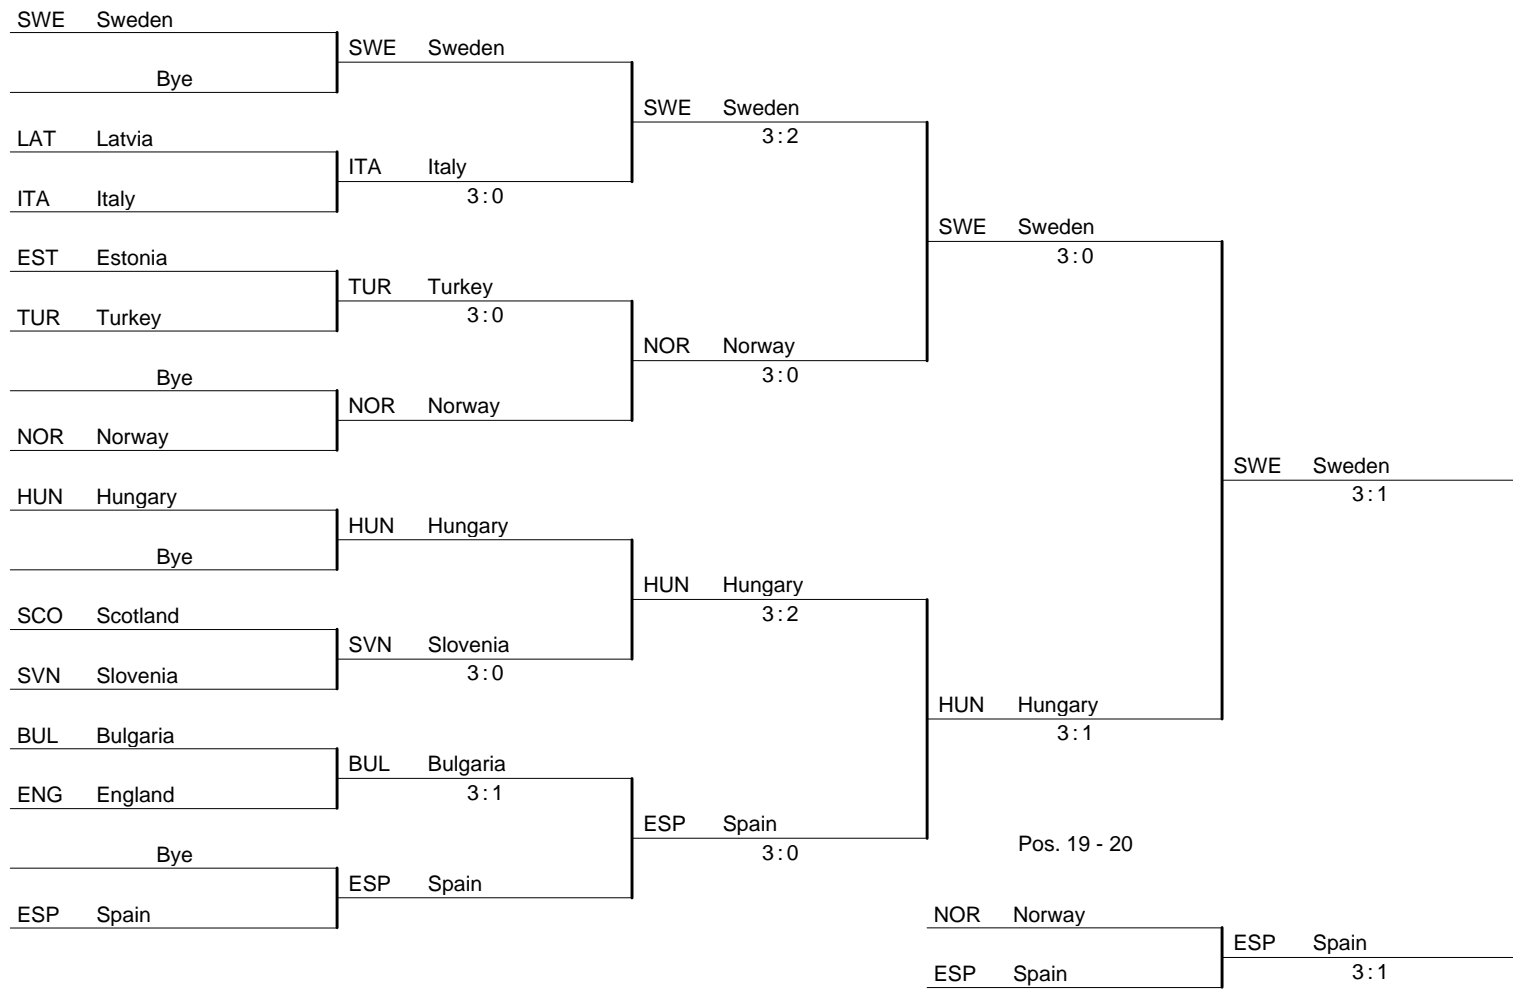 SWE Sweden
SWE Sweden
Bye
SWE Sweden
3:2
LAT Latvia
ITA Italy
3:0
ITA Italy
SWE Sweden
3:0
EST Estonia
TUR Turkey
3:0
TUR Turkey
NOR Norway
3:0
Bye
NOR Norway
NOR Norway
SWE Sweden
3:1
HUN Hungary
HUN Hungary
Bye
HUN Hungary
3:2
SCO Scotland
SVN Slovenia
3:0
SVN Slovenia
HUN Hungary
3:1
BUL Bulgaria
BUL Bulgaria
3:1
ENG England
ESP Spain
3:0
Pos. 19 - 20
Bye
ESP Spain
ESP Spain
NOR Norway
ESP Spain
3:1
ESP Spain